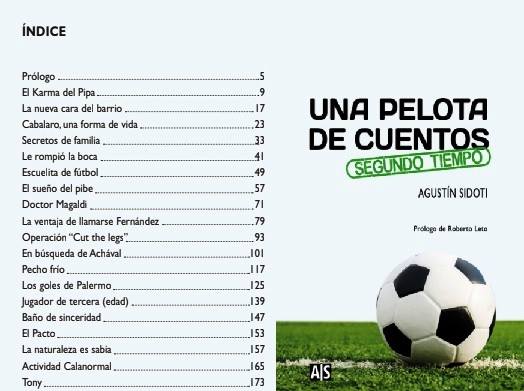 ÍNDICE
Prólogo 5
El Karma del Pipa 9
La nueva cara del barrio 17
Cabalaro, una forma de vida 23
Secretos de familia 33
Le rompió la boca 41
Escuelita de fútbol 49
El sueño del pibe 57
Doctor Magaldi 71
La ventaja de llamarse Fernández 79
Operación “Cut the legs” 93
En búsqueda de Achával 101
Pecho frío 117
Los goles de Palermo 125
Jugador de tercera (edad) 139
Baño de sinceridad 147
El Pacto 153
La naturaleza es sabia 157
Actividad Calanormal 165
Tony 173
UNA PELOTA
DE CUENTOS
SEGUNDO TIEMPO
AGUSTÍN SIDOTI
Prólogo de Roberto Leto
A|S